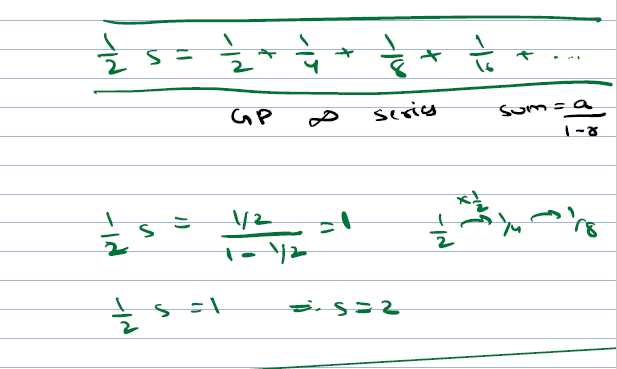 1/2 s = 1/2 + 1/4 + 1/8 + 1/16 + ...
GP ∞ series sum = a/1-r
1/2 s = 1/2 / 1 - 1/2 = 1 1/2 ×1/2 → 1/4 → 1/8
1/2 s = 1 ⇒ s = 2